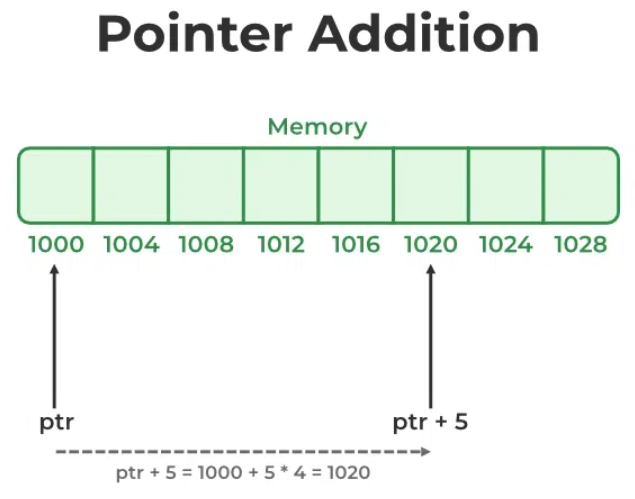 Pointer Addition
Memory
1000 1004 1008 1012 1016 1020 1024 1028
ptr ptr + 5
ptr + 5 = 1000 + 5 * 4 = 1020